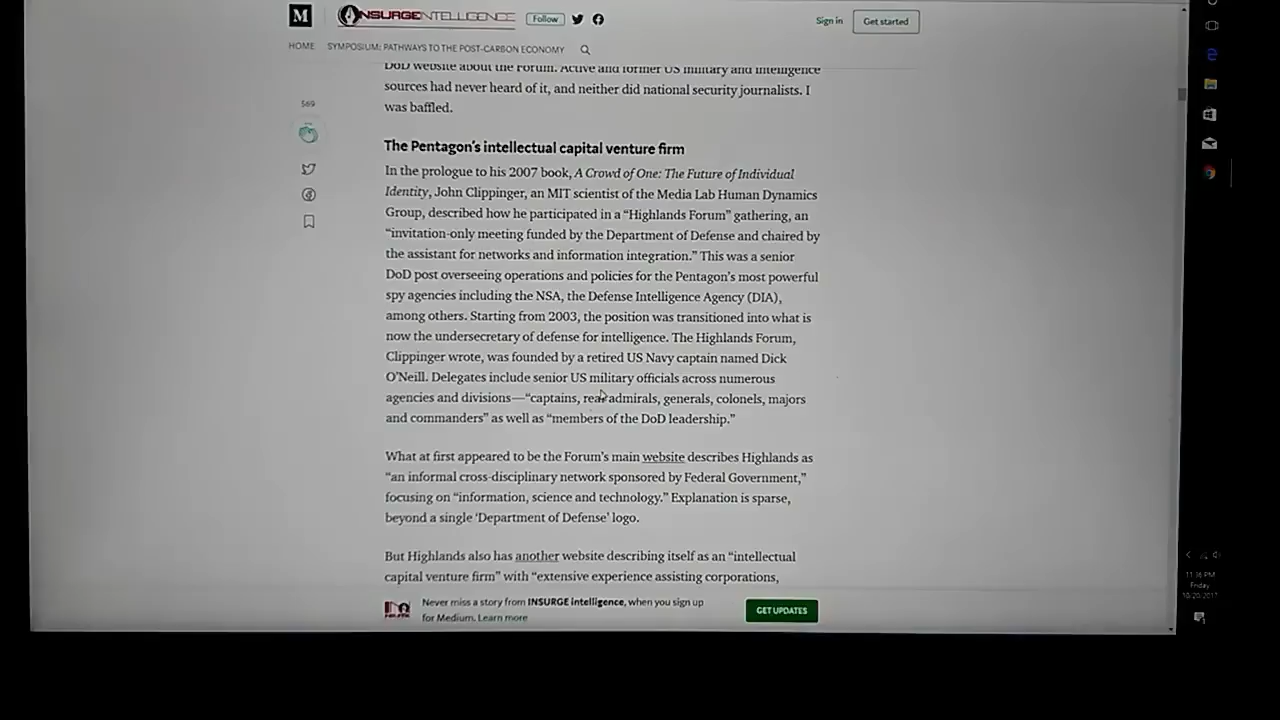 M INSURGEINTELLIGENCE Follow Sign in Get started
HOME SYMPOSIUM: PATHWAYS TO THE POST-CARBON ECONOMY
DoD website about the Forum. Active and former US military and intelligence
sources had never heard of it, and neither did national security journalists. I
was baffled.
569
The Pentagon's intellectual capital venture firm
In the prologue to his 2007 book, A Crowd of One: The Future of Individual
Identity, John Clippinger, an MIT scientist of the Media Lab Human Dynamics
Group, described how he participated in a “Highlands Forum” gathering, an
“invitation-only meeting funded by the Department of Defense and chaired by
the assistant for networks and information integration.” This was a senior
DoD post overseeing operations and policies for the Pentagon's most powerful
spy agencies including the NSA, the Defense Intelligence Agency (DIA),
among others. Starting from 2003, the position was transitioned into what is
now the undersecretary of defense for intelligence. The Highlands Forum,
Clippinger wrote, was founded by a retired US Navy captain named Dick
O'Neill. Delegates include senior US military officials across numerous
agencies and divisions—“captains, rear admirals, generals, colonels, majors
and commanders” as well as “members of the DoD leadership.”
What at first appeared to be the Forum's main website describes Highlands as
“an informal cross-disciplinary network sponsored by Federal Government,”
focusing on “information, science and technology.” Explanation is sparse,
beyond a single ‘Department of Defense’ logo.
But Highlands also has another website describing itself as an “intellectual
capital venture firm” with “extensive experience assisting corporations,
Never miss a story from INSURGE intelligence, when you sign up
for Medium. Learn more
GET UPDATES
11:36 PM
Friday
10/20/2017